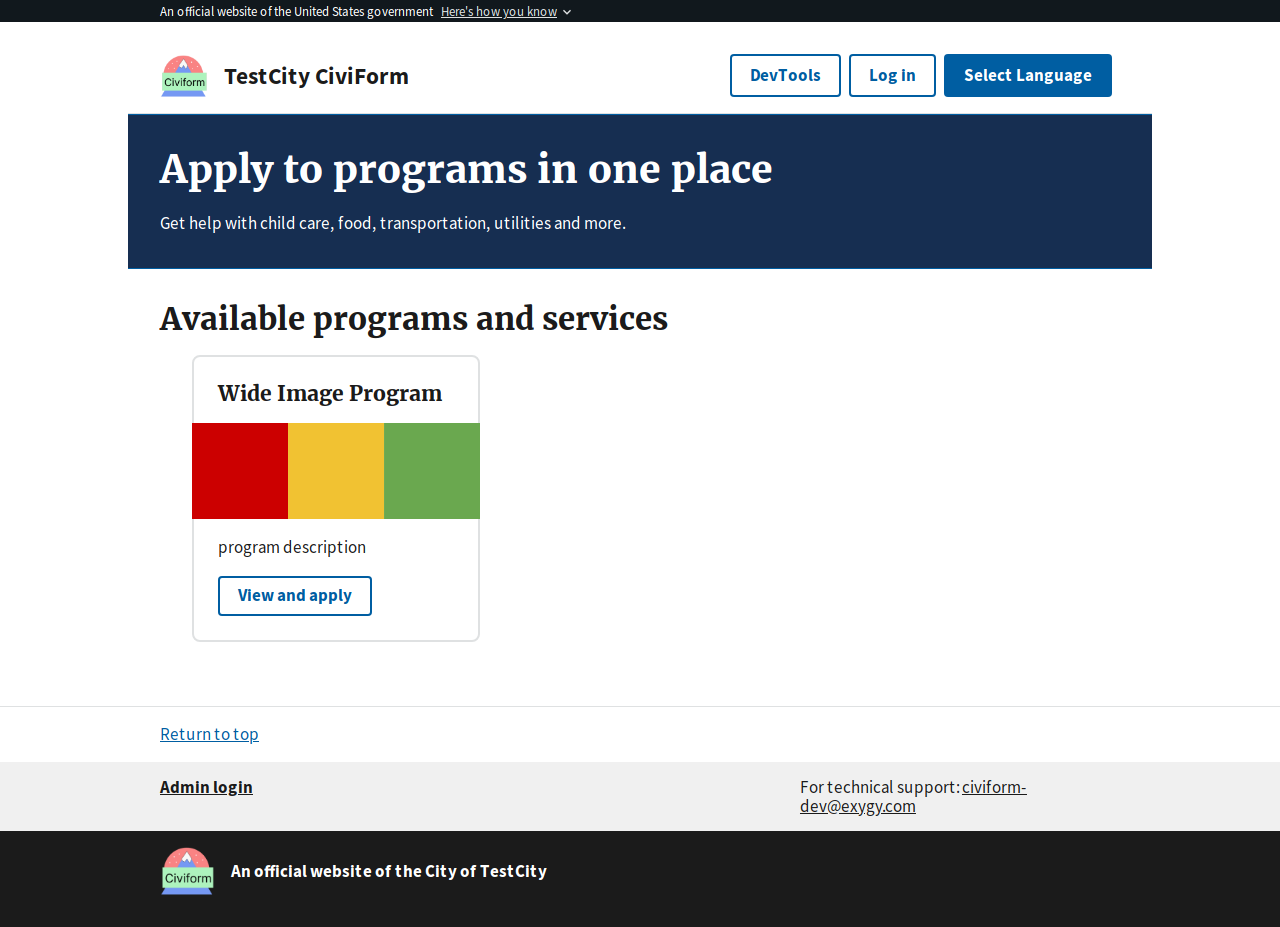 An official website of the United States government Here's how you know
Civiform
TestCity CiviForm
DevTools
Log in
Select Language
Apply to programs in one place
Get help with child care, food, transportation, utilities and more.
Available programs and services
Wide Image Program
program description
View and apply
Return to top
Admin login
For technical support: civiform-
dev@exygy.com
Civiform
An official website of the City of TestCity